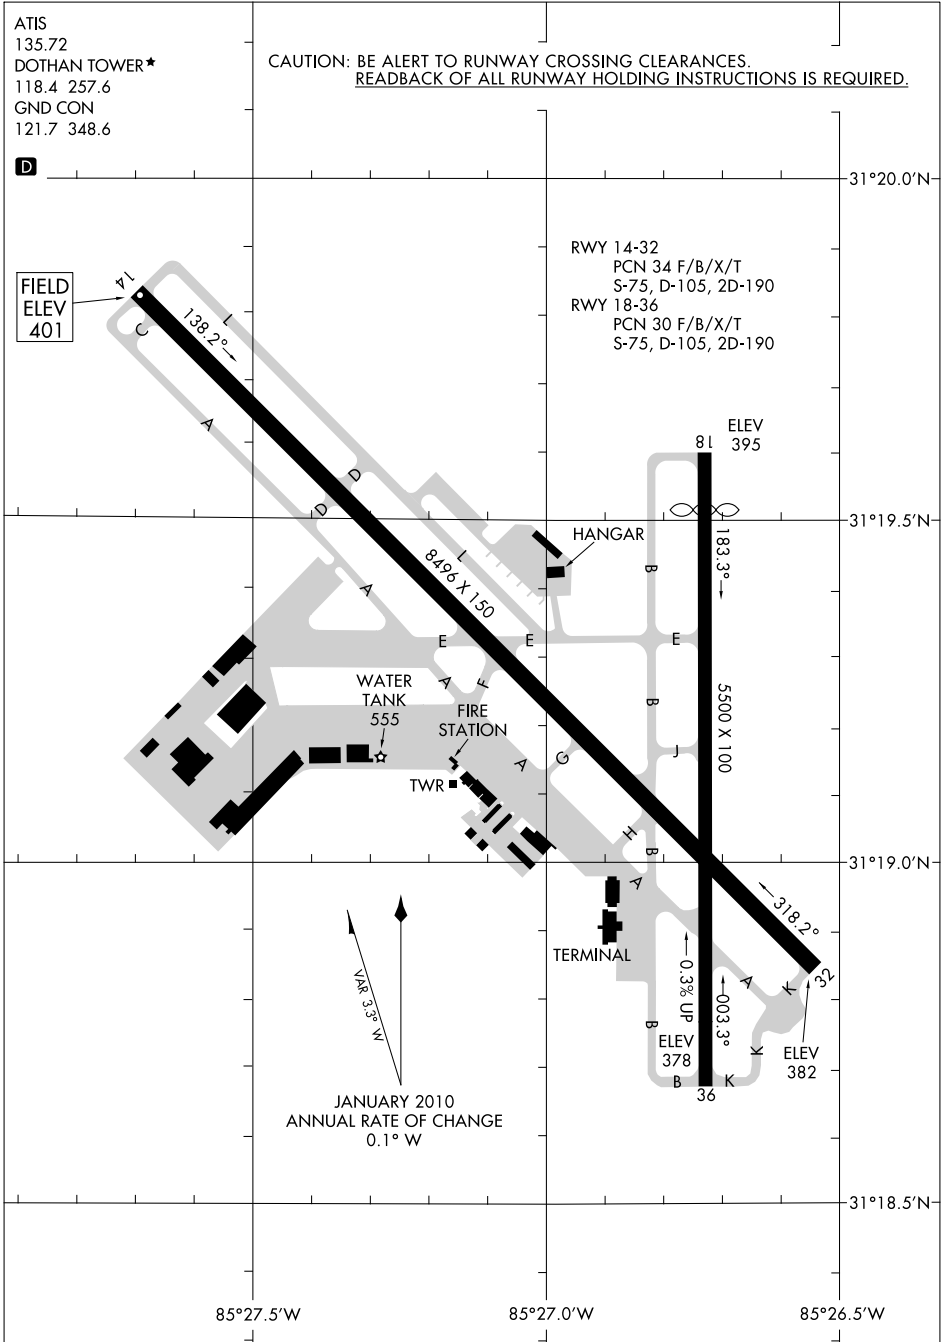 ATIS
135.72
DOTHAN TOWER★
118.4 257.6
GND CON
121.7 348.6
D
CAUTION: BE ALERT TO RUNWAY CROSSING CLEARANCES.
READBACK OF ALL RUNWAY HOLDING INSTRUCTIONS IS REQUIRED.
31°20.0'N
RWY 14-32
PCN 34 F/B/X/T
S-75, D-105, 2D-190
RWY 18-36
PCN 30 F/B/X/T
S-75, D-105, 2D-190
FIELD
ELEV
401
14
C
138.2°
L
A
D
D
18
ELEV
395
31°19.5'N
HANGAR
183.3°
8496 X 150
L
A
B
E
E
E
A
F
WATER
TANK
555
FIRE
STATION
B
5500 X 100
J
A
G
TWR
H
B
31°19.0'N
A
318.2°
TERMINAL
0.3% UP
003.3°
A
K
32
VAR 3.3° W
B
ELEV
378
K
ELEV
382
B
K
36
JANUARY 2010
ANNUAL RATE OF CHANGE
0.1° W
31°18.5'N
85°27.5'W
85°27.0'W
85°26.5'W